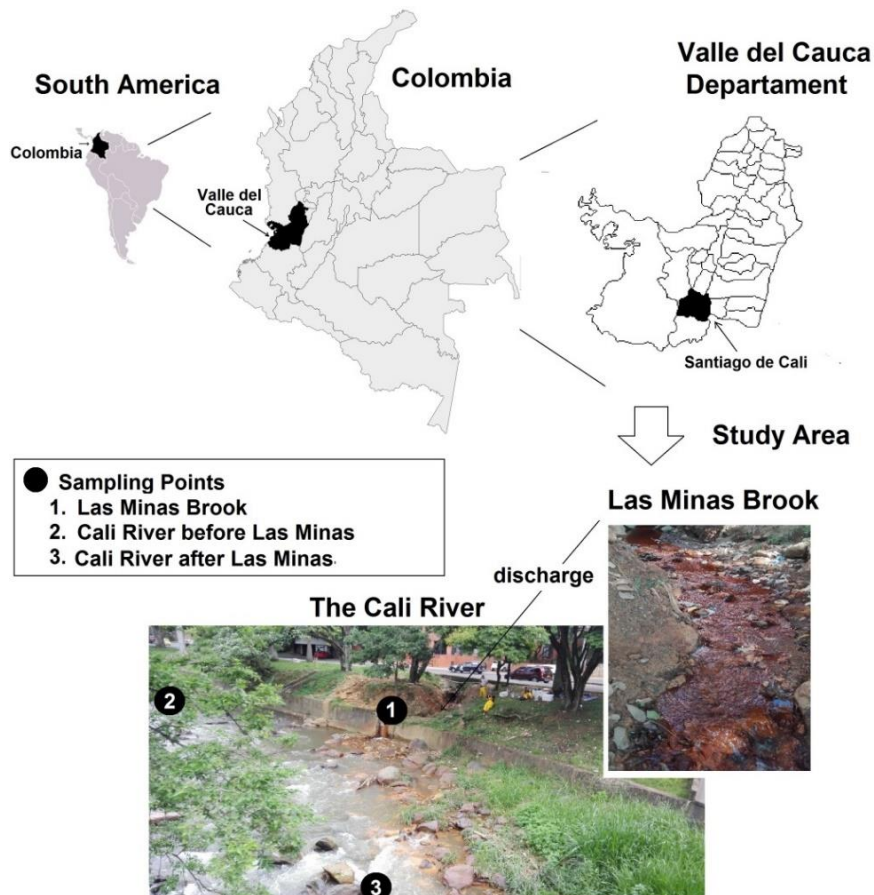 South America
Colombia
Valle del Cauca
Departament
Colombia
Valle del
Cauca
Santiago de Cali
Study Area
Sampling Points
1. Las Minas Brook
2. Cali River before Las Minas
3. Cali River after Las Minas.
Las Minas Brook
discharge
The Cali River
2
1
3